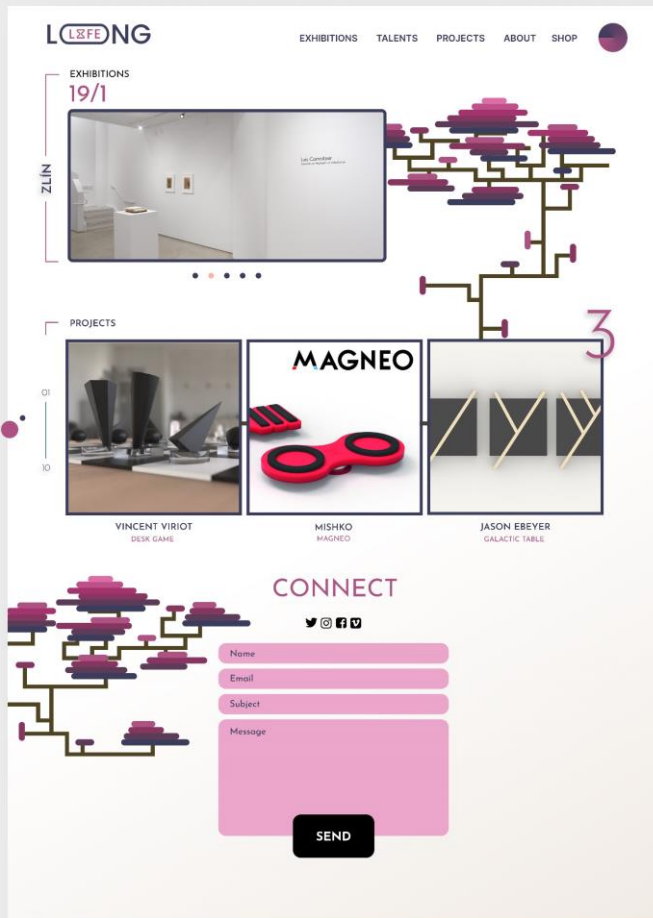 LOONG
LIFE
EXHIBITIONS TALENTS PROJECTS ABOUT SHOP
EXHIBITIONS
19/1
ZLÍN
PROJECTS
3
01
10
MAGNEO
VINCENT VIRIOT
DESK GAME
MISHKO
MAGNEO
JASON EBEYER
GALACTIC TABLE
CONNECT
Name
Email
Subject
Message
SEND